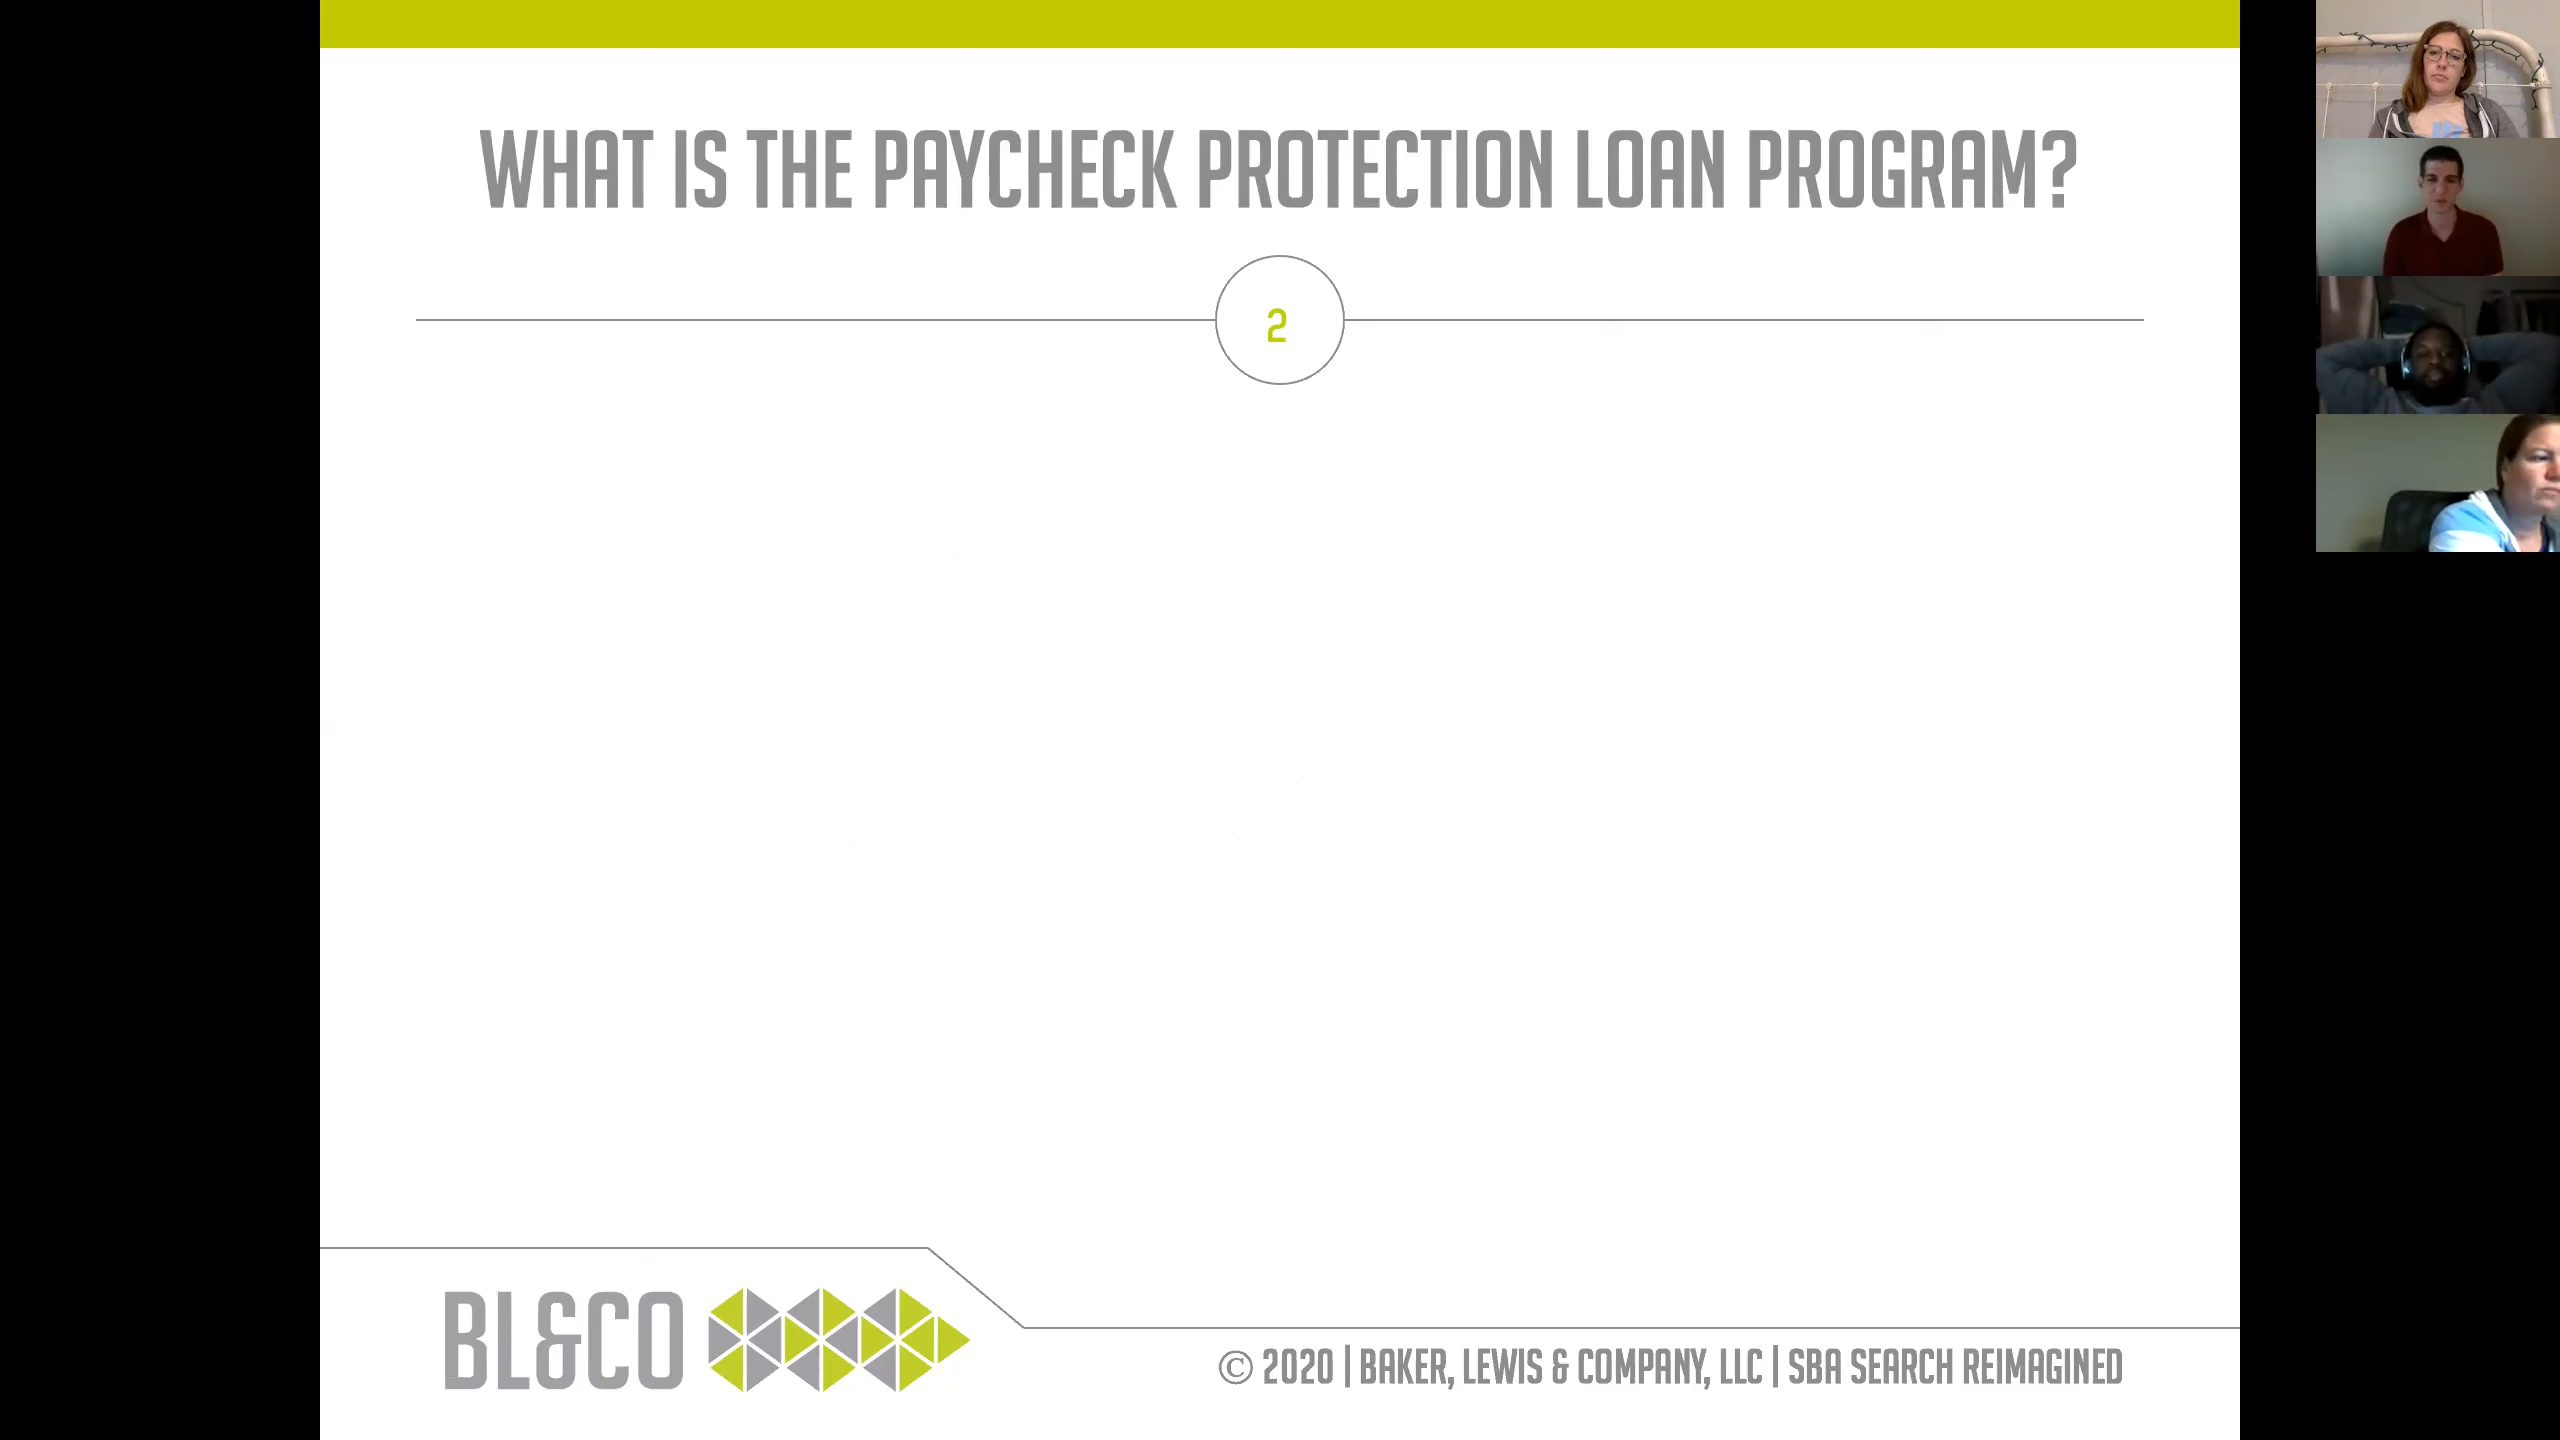 WHAT IS THE PAYCHECK PROTECTION LOAN PROGRAM?
2
BL&CO
© 2020 | BAKER, LEWIS & COMPANY, LLC | SBA SEARCH REIMAGINED